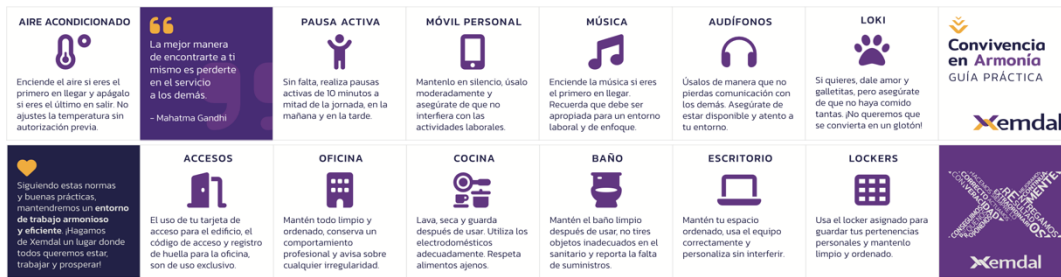 AIRE ACONDICIONADO
Enciende el aire si eres el
primero en llegar y apágalo
si eres el último en salir. No
ajustes la temperatura sin
autorización previa.
La mejor manera
de encontrarte a ti
mismo es perderte
en el servicio
a los demás.
- Mahatma Gandhi
PAUSA ACTIVA
Sin falta, realiza pausas
activas de 10 minutos a
mitad de la jornada, en la
mañana y en la tarde.
MÓVIL PERSONAL
Mantenlo en silencio, úsalo
moderadamente y
asegúrate de que no
interfiera con las
actividades laborales.
MÚSICA
Enciende la música si eres
el primero en llegar.
Recuerda que debe ser
apropiada para un entorno
laboral y de enfoque.
AUDÍFONOS
Úsalos de manera que no
pierdas comunicación con
los demás. Asegúrate de
estar disponible y atento a
tu entorno.
LOKI
Si quieres, dale amor y
galletitas, pero asegúrate
de que no haya comido
tantas. ¡No queremos que
se convierta en un glotón!
Convivencia
en Armonía
GUÍA PRÁCTICA
Xemdal
Siguiendo estas normas
y buenas prácticas,
mantendremos un entorno
de trabajo armonioso
y eficiente. ¡Hagamos
de Xemdal un lugar donde
todos queremos estar,
trabajar y prosperar!
ACCESOS
El uso de tu tarjeta de
acceso para el edificio, el
código de acceso y registro
de huella para la oficina,
son de uso exclusivo.
OFICINA
Mantén todo limpio y
ordenado, conserva un
comportamiento
profesional y avisa sobre
cualquier irregularidad.
COCINA
Lava, seca y guarda
después de usar. Utiliza los
electrodomésticos
adecuadamente. Respeta
alimentos ajenos.
BAÑO
Mantén el baño limpio
después de usar, no tires
objetos inadecuados en el
sanitario y reporta la falta
de suministros.
ESCRITORIO
Mantén tu espacio
ordenado, usa el equipo
correctamente y
personaliza sin interferir.
LOCKERS
Usa el locker asignado para
guardar tus pertenencias
personales y mantenlo
limpio y ordenado.
Xemdal